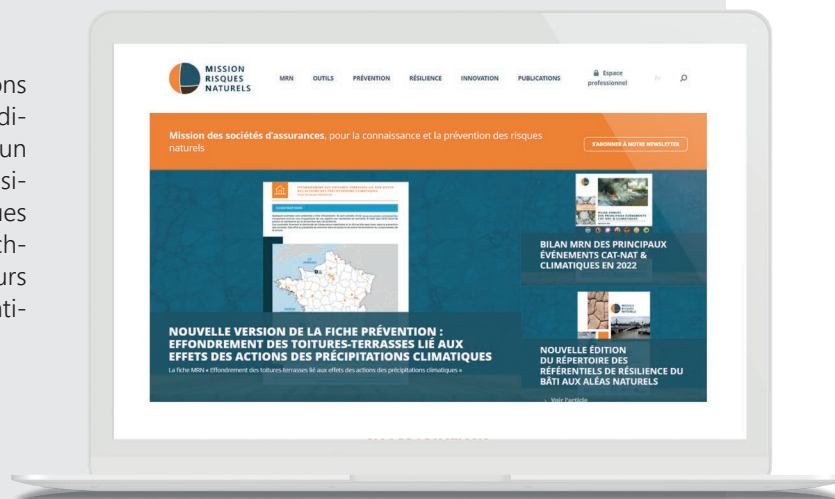 ons
di-
un
si-
ues
th-
urs
ati-
MISSION
RISQUES
NATURELS
MRN
OUTILS
PRÉVENTION
RÉSILIENCE
INNOVATION
PUBLICATIONS
Espace
professionnel
Mission des sociétés d'assurances, pour la connaissance et la prévention des risques
naturels
S'ABONNER À NOTRE NEWSLETTER
NOUVELLE VERSION DE LA FICHE PRÉVENTION :
EFFONDREMENT DES TOITURES-TERRASSES LIÉ AUX
EFFETS DES ACTIONS DES PRÉCIPITATIONS CLIMATIQUES
La fiche MRN « Effondrement des toitures-terrasses lié aux effets des actions des précipitations climatiques »
BILAN MRN DES PRINCIPAUX
ÉVÉNEMENTS CAT-NAT &
CLIMATIQUES EN 2022
NOUVELLE ÉDITION
DU RÉPERTOIRE DES
RÉFÉRENTIELS DE RÉSILIENCE DU
BÂTI AUX ALÉAS NATURELS
Voir l'article